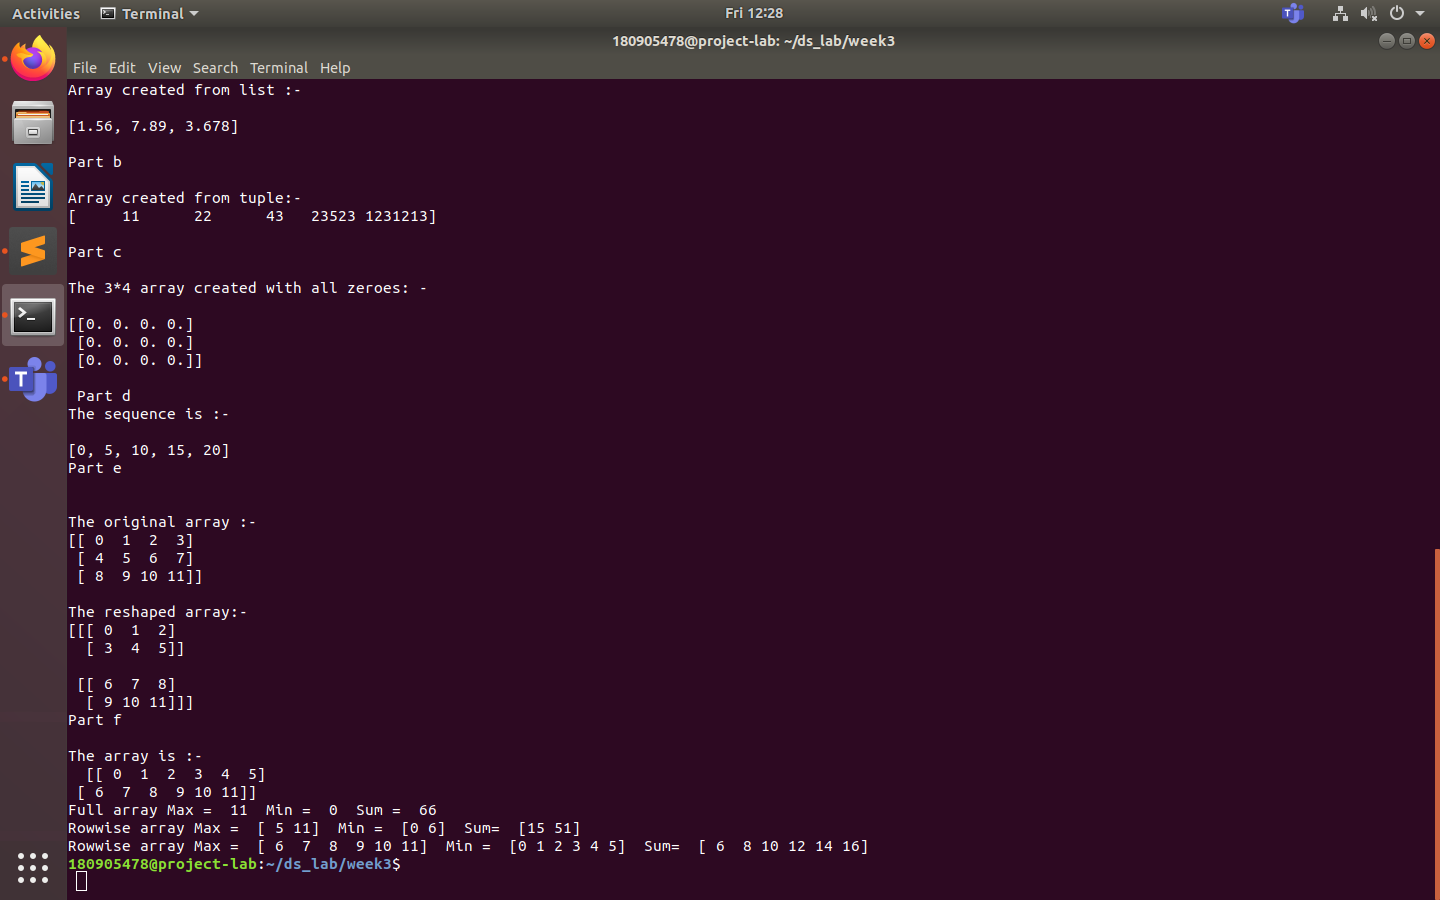 Activities Terminal Fri 12:28
180905478@project-lab: ~/ds_lab/week3
File Edit View Search Terminal Help
Array created from list :-
[1.56, 7.89, 3.678]
Part b
Array created from tuple:-
[     11      22      43   23523 1231213]
Part c
The 3*4 array created with all zeroes: -
[[0. 0. 0. 0.]
 [0. 0. 0. 0.]
 [0. 0. 0. 0.]]
 Part d
The sequence is :-
[0, 5, 10, 15, 20]
Part e
The original array :-
[[ 0  1  2  3]
 [ 4  5  6  7]
 [ 8  9 10 11]]
The reshaped array:-
[[[ 0  1  2]
  [ 3  4  5]]
 [[ 6  7  8]
  [ 9 10 11]]]
Part f
The array is :-
  [[ 0  1  2  3  4  5]
 [ 6  7  8  9 10 11]]
Full array Max =  11  Min =  0  Sum =  66
Rowwise array Max =  [ 5 11]  Min =  [0 6]  Sum=  [15 51]
Rowwise array Max =  [ 6  7  8  9 10 11]  Min =  [0 1 2 3 4 5]  Sum=  [ 6  8 10 12 14 16]
180905478@project-lab:~/ds_lab/week3$